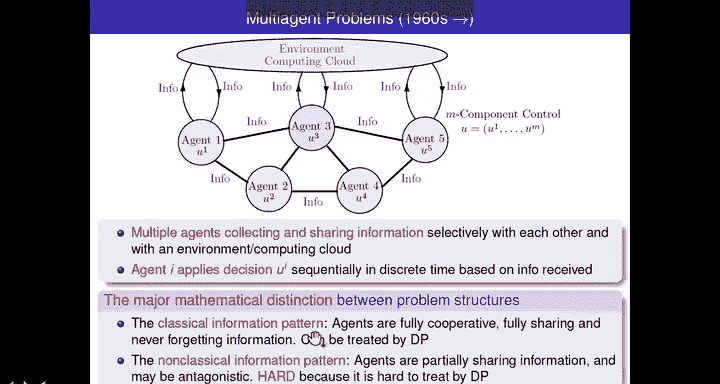 Multiagent Problems (1960s →)
Environment
Computing Cloud
Info Info Info Info Info Info
m-Component Control
u = (u¹, . . . , uᵐ)
Info Info
Agent 1
u¹
Agent 3
u³
Agent 5
u⁵
Info Info
Agent 2
u²
Agent 4
u⁴
Info
Multiple agents collecting and sharing information selectively with each other and
with an environment/computing cloud
Agent i applies decision uⁱ sequentially in discrete time based on info received
The major mathematical distinction between problem structures
The classical information pattern: Agents are fully cooperative, fully sharing and
never forgetting information. be treated by DP
The nonclassical information pattern: Agents are partially sharing information, and
may be antagonistic. HARD because it is hard to treat by DP